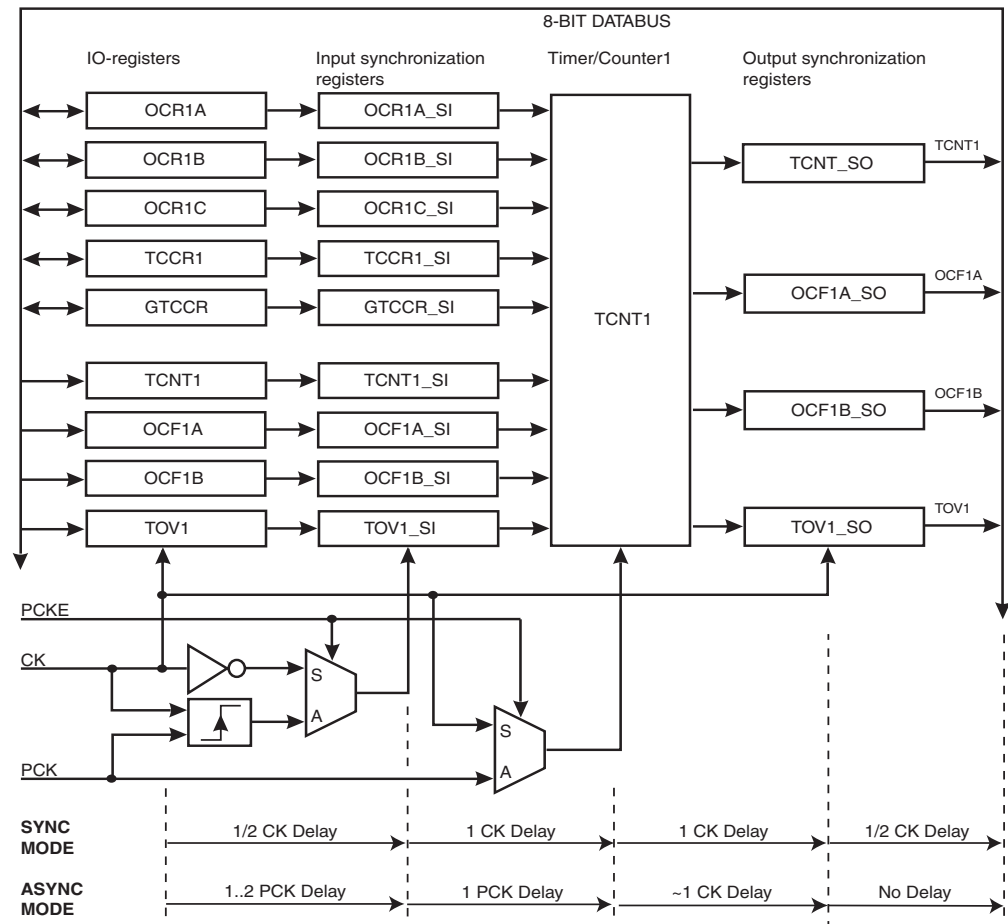 8-BIT DATABUS
IO-registers
Input synchronization
registers
Timer/Counter1
Output synchronization
registers
OCR1A
OCR1A_SI
OCR1B
OCR1B_SI
OCR1C
OCR1C_SI
TCCR1
TCCR1_SI
GTCCR
GTCCR_SI
TCNT1
TCNT1_SI
OCF1A
OCF1A_SI
OCF1B
OCF1B_SI
TOV1
TOV1_SI
TCNT1
TCNT_SO
TCNT1
OCF1A_SO
OCF1A
OCF1B_SO
OCF1B
TOV1_SO
TOV1
PCKE
CK
S
A
S
A
PCK
SYNC
MODE
1/2 CK Delay
1 CK Delay
1 CK Delay
1/2 CK Delay
ASYNC
MODE
1..2 PCK Delay
1 PCK Delay
~1 CK Delay
No Delay